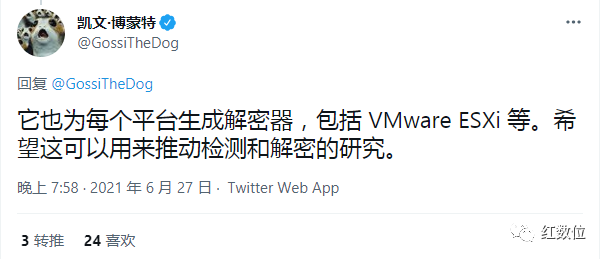 凯文·博蒙特
@GossiTheDog
回复 @GossiTheDog
它也为每个平台生成解密器，包括 VMware ESXi 等。希
望这可以用来推动检测和解密的研究。
晚上 7:58 · 2021 年 6 月 27 日 · Twitter Web App
3 转推 24 喜欢
红数位